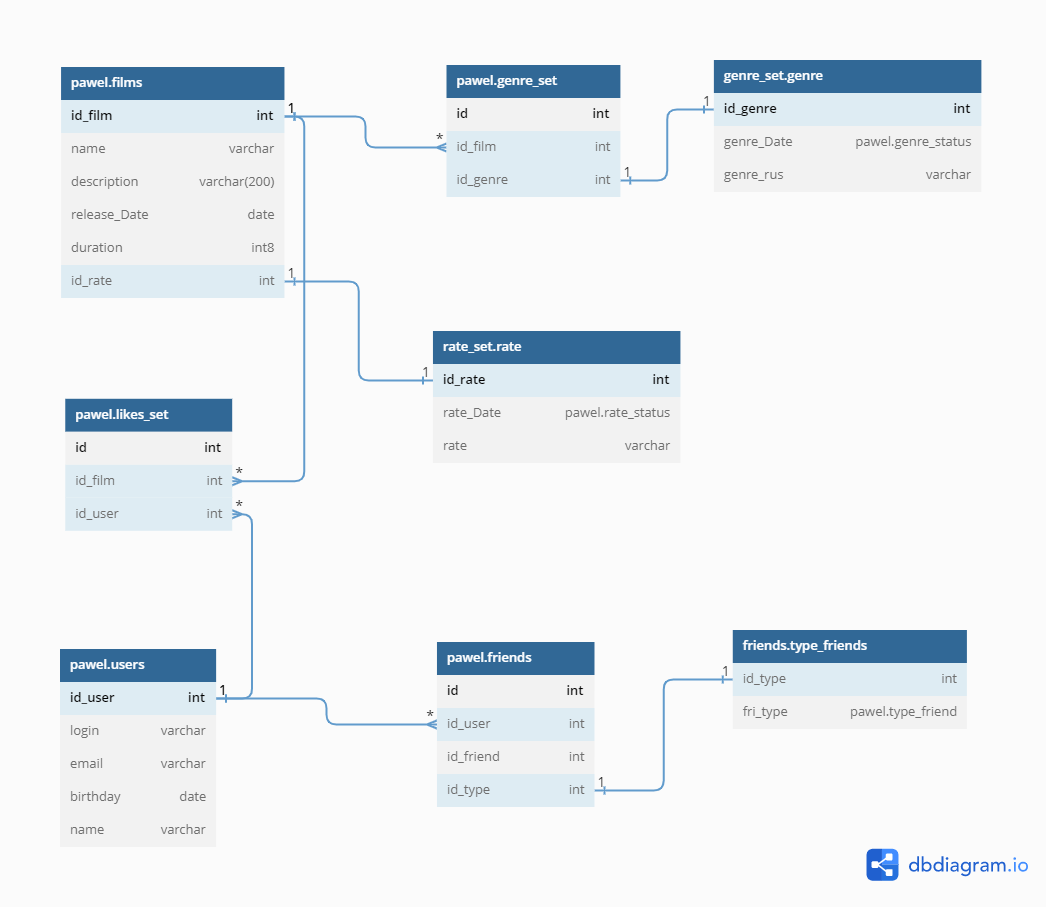 pawel.films
id_film int
name varchar
description varchar(200)
release_Date date
duration int8
id_rate int
1
1
pawel.genre_set
id int
* id_film int
id_genre int 1
genre_set.genre
1 id_genre int
genre_Date pawel.genre_status
genre_rus varchar
rate_set.rate
1 id_rate int
rate_Date pawel.rate_status
rate varchar
pawel.likes_set
id int
id_film int *
id_user int *
pawel.users
id_user int 1
login varchar
email varchar
birthday date
name varchar
pawel.friends
id int
* id_user int
id_friend int
id_type int 1
friends.type_friends
1 id_type int
fri_type pawel.type_friend
dbdiagram.io